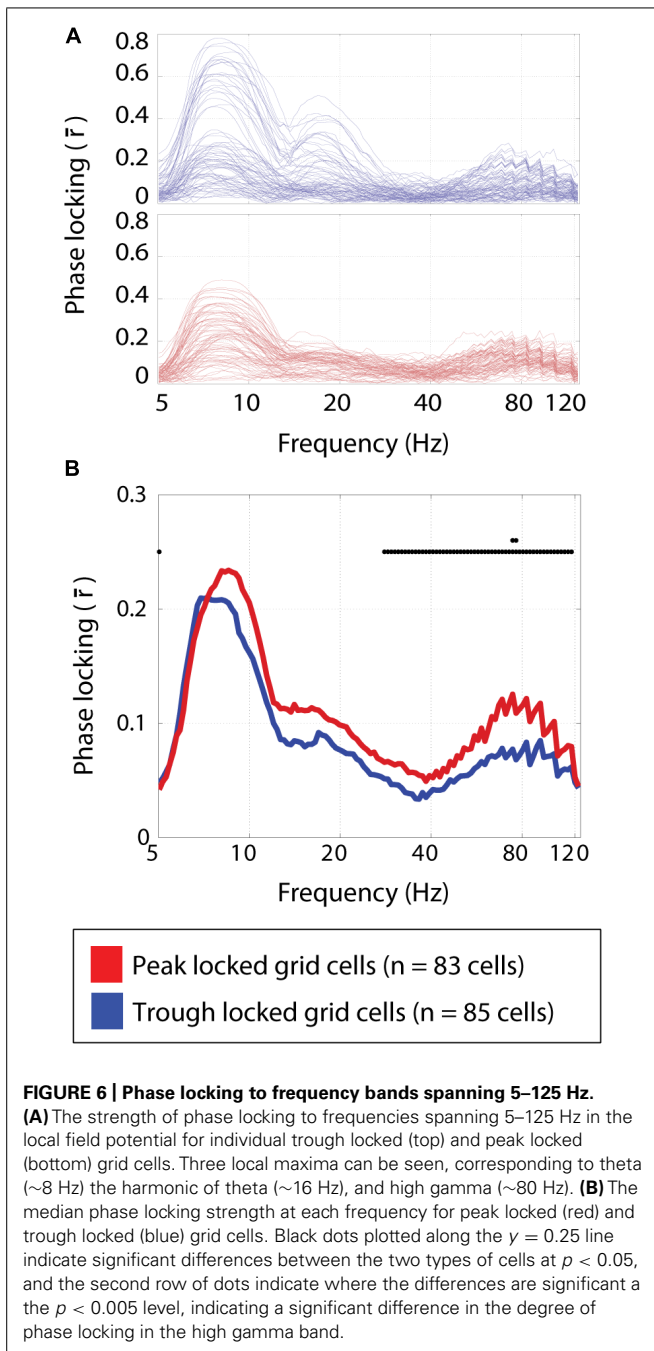 A
0.8
0.6
0.4
0.2
0
0.8
0.6
0.4
0.2
0
Phase locking ( r̄ )
5 10 20 40 80 120
Frequency (Hz)
B
0.3
0.2
0.1
0
Phase locking ( r̄ )
5 10 20 40 80 120
Frequency (Hz)
Peak locked grid cells (n = 83 cells)
Trough locked grid cells (n = 85 cells)
FIGURE 6 | Phase locking to frequency bands spanning 5–125 Hz.
(A) The strength of phase locking to frequencies spanning 5–125 Hz in the
local field potential for individual trough locked (top) and peak locked
(bottom) grid cells. Three local maxima can be seen, corresponding to theta
(∼8 Hz) the harmonic of theta (∼16 Hz), and high gamma (∼80 Hz). (B) The
median phase locking strength at each frequency for peak locked (red) and
trough locked (blue) grid cells. Black dots plotted along the y = 0.25 line
indicate significant differences between the two types of cells at p < 0.05,
and the second row of dots indicate where the differences are significant a
the p < 0.005 level, indicating a significant difference in the degree of
phase locking in the high gamma band.